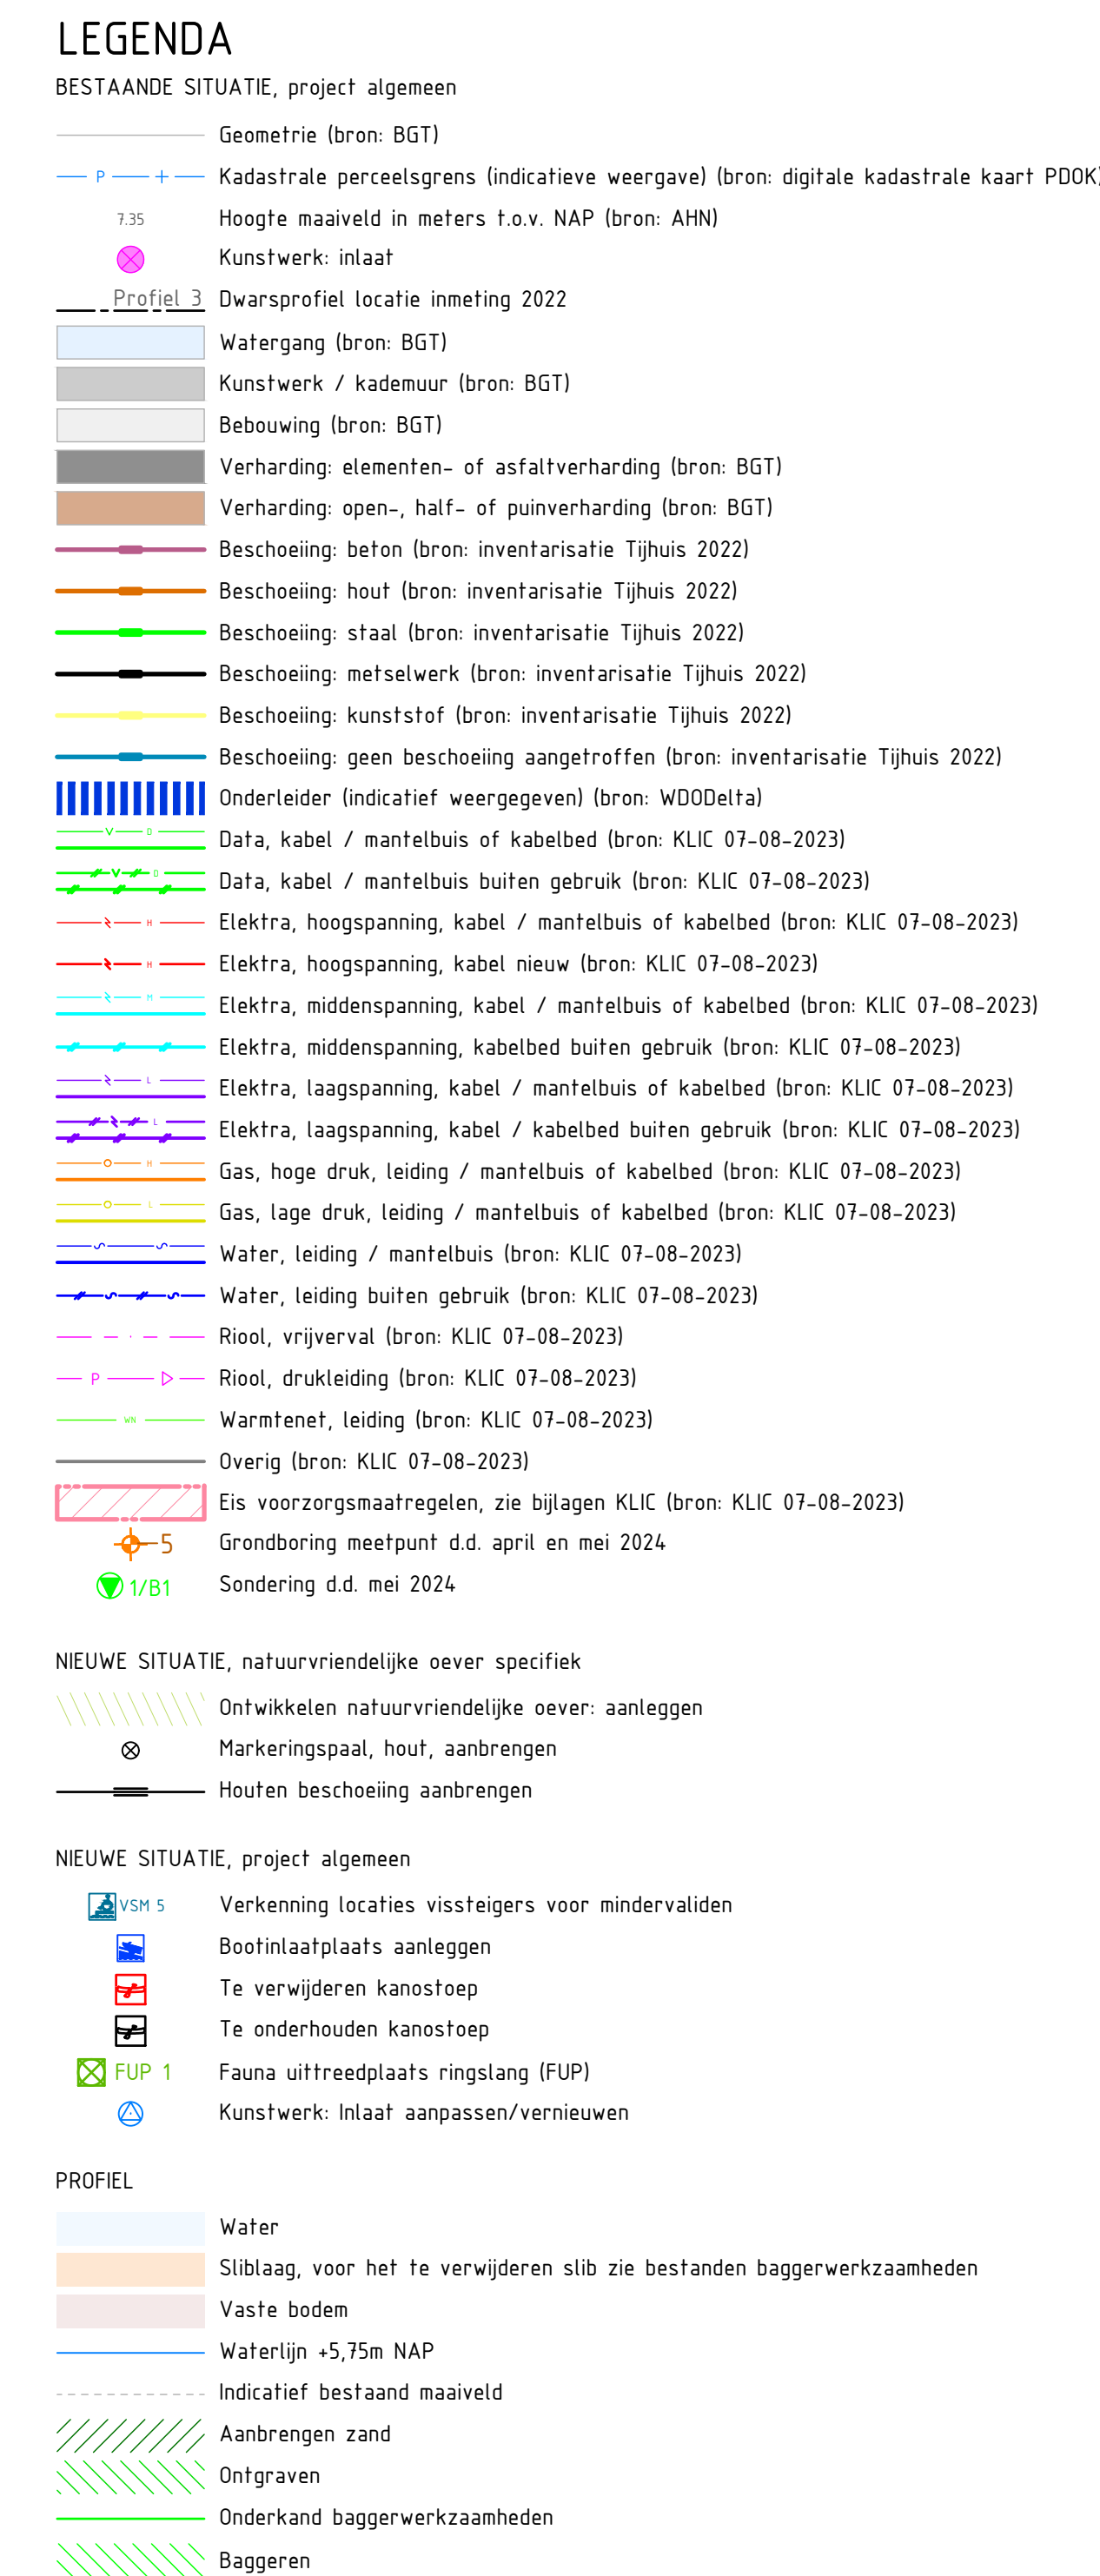 LEGENDA
BESTAANDE SITUATIE, project algemeen
Geometrie (bron: BGT)
P Kadastrale perceelsgrens (indicatieve weergave) (bron: digitale kadastrale kaart PDOK)
7.35 Hoogte maaiveld in meters t.o.v. NAP (bron: AHN)
Kunstwerk: inlaat
Profiel 3 Dwarsprofiel locatie inmeting 2022
Watergang (bron: BGT)
Kunstwerk / kademuur (bron: BGT)
Bebouwing (bron: BGT)
Verharding: elementen- of asfaltverharding (bron: BGT)
Verharding: open-, half- of puinverharding (bron: BGT)
Beschoeiing: beton (bron: inventarisatie Tijhuis 2022)
Beschoeiing: hout (bron: inventarisatie Tijhuis 2022)
Beschoeiing: staal (bron: inventarisatie Tijhuis 2022)
Beschoeiing: metselwerk (bron: inventarisatie Tijhuis 2022)
Beschoeiing: kunststof (bron: inventarisatie Tijhuis 2022)
Beschoeiing: geen beschoeiing aangetroffen (bron: inventarisatie Tijhuis 2022)
Onderleider (indicatief weergegeven) (bron: WDODelta)
V D Data, kabel / mantelbuis of kabelbed (bron: KLIC 07-08-2023)
V D Data, kabel / mantelbuis buiten gebruik (bron: KLIC 07-08-2023)
H Elektra, hoogspanning, kabel / mantelbuis of kabelbed (bron: KLIC 07-08-2023)
H Elektra, hoogspanning, kabel nieuw (bron: KLIC 07-08-2023)
M Elektra, middenspanning, kabel / mantelbuis of kabelbed (bron: KLIC 07-08-2023)
Elektra, middenspanning, kabelbed buiten gebruik (bron: KLIC 07-08-2023)
L Elektra, laagspanning, kabel / mantelbuis of kabelbed (bron: KLIC 07-08-2023)
L Elektra, laagspanning, kabel / kabelbed buiten gebruik (bron: KLIC 07-08-2023)
H Gas, hoge druk, leiding / mantelbuis of kabelbed (bron: KLIC 07-08-2023)
L Gas, lage druk, leiding / mantelbuis of kabelbed (bron: KLIC 07-08-2023)
Water, leiding / mantelbuis (bron: KLIC 07-08-2023)
Water, leiding buiten gebruik (bron: KLIC 07-08-2023)
Riool, vrijverval (bron: KLIC 07-08-2023)
P Riool, drukleiding (bron: KLIC 07-08-2023)
WN Warmtenet, leiding (bron: KLIC 07-08-2023)
Overig (bron: KLIC 07-08-2023)
Eis voorzorgsmaatregelen, zie bijlagen KLIC (bron: KLIC 07-08-2023)
5 Grondboring meetpunt d.d. april en mei 2024
1/B1 Sondering d.d. mei 2024
NIEUWE SITUATIE, natuurvriendelijke oever specifiek
Ontwikkelen natuurvriendelijke oever: aanleggen
Markeringspaal, hout, aanbrengen
Houten beschoeiing aanbrengen
NIEUWE SITUATIE, project algemeen
VSM 5 Verkenning locaties vissteigers voor mindervaliden
Bootinlaatplaats aanleggen
Te verwijderen kanostoep
Te onderhouden kanostoep
FUP 1 Fauna uittreedplaats ringslang (FUP)
Kunstwerk: Inlaat aanpassen/vernieuwen
PROFIEL
Water
Sliblaag, voor het te verwijderen slib zie bestanden baggerwerkzaamheden
Vaste bodem
Waterlijn +5,75m NAP
Indicatief bestaand maaiveld
Aanbrengen zand
Ontgraven
Onderkand baggerwerkzaamheden
Baggeren